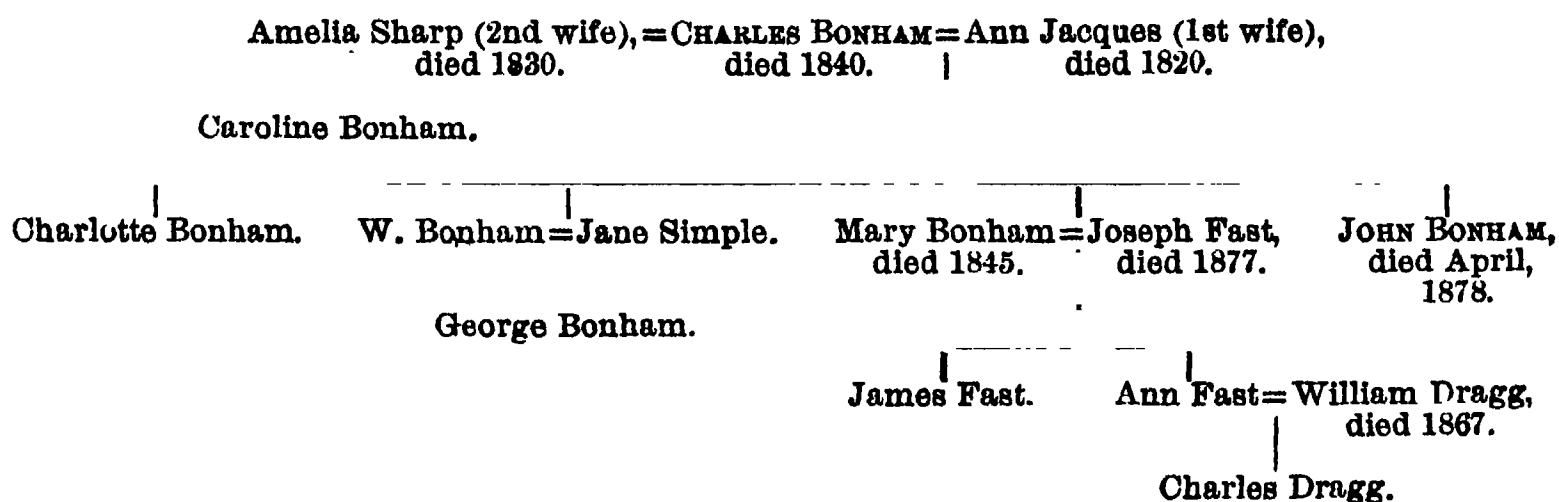 Amelia Sharp (2nd wife),=CHARLES BONHAM=Ann Jacques (1st wife),
died 1830. died 1840. died 1820.
Caroline Bonham.
Charlotte Bonham. W. Bonham=Jane Simple. Mary Bonham=Joseph Fast, JOHN BONHAM,
died 1845. died 1877. died April,
1878.
George Bonham.
James Fast. Ann Fast=William Dragg,
died 1867.
Charles Dragg.